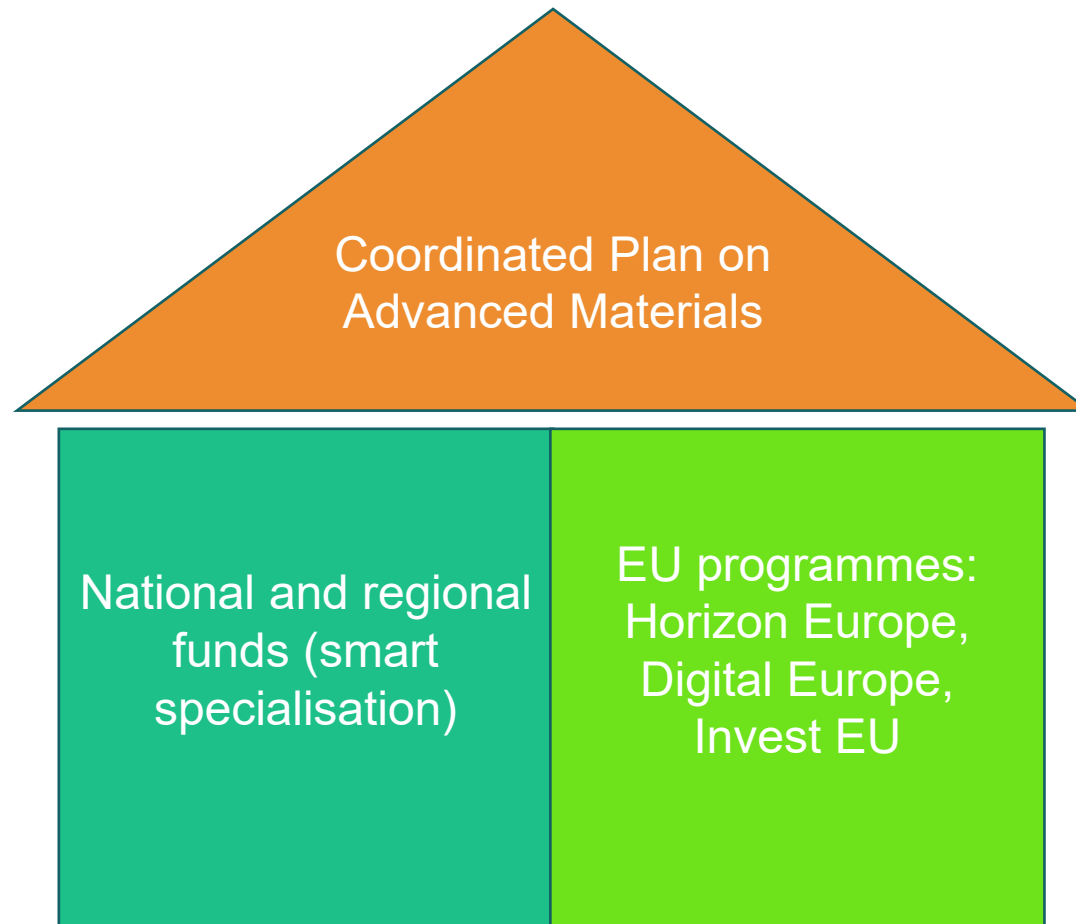 Coordinated Plan on
Advanced Materials
National and regional
funds (smart
specialisation)
EU programmes:
Horizon Europe,
Digital Europe,
Invest EU